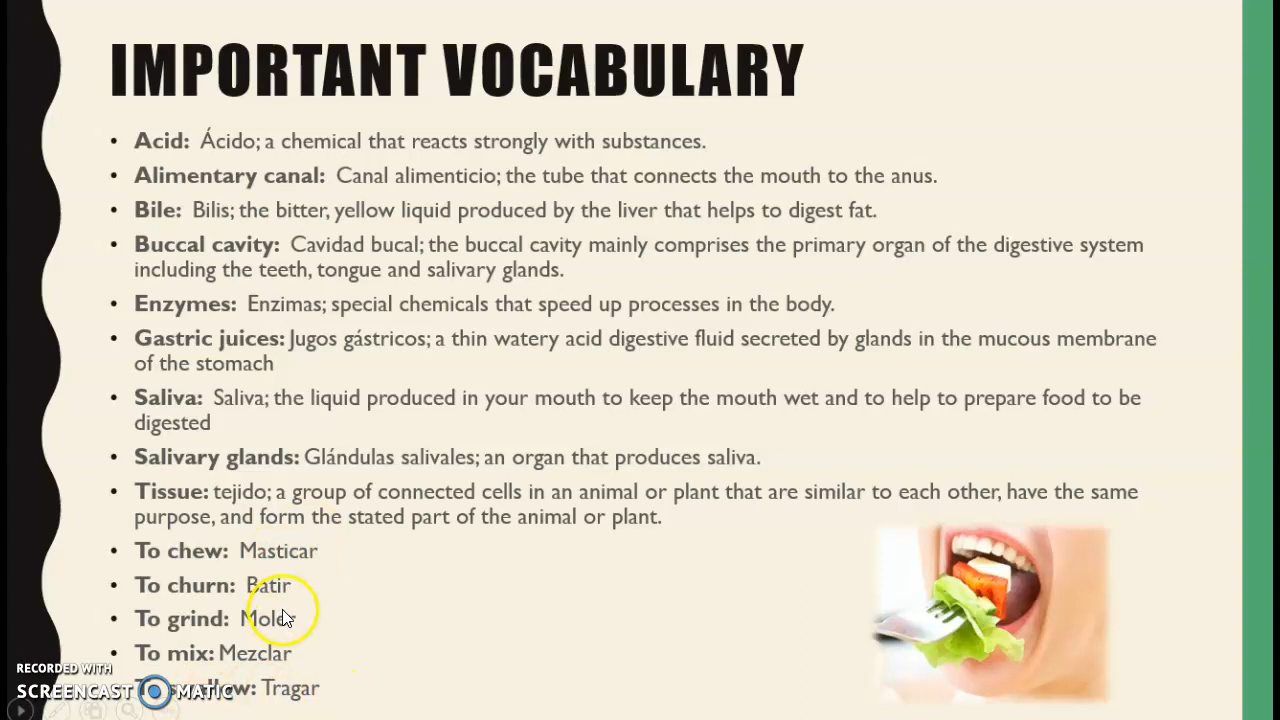 IMPORTANT VOCABULARY
• Acid: Ácido; a chemical that reacts strongly with substances.
• Alimentary canal: Canal alimenticio; the tube that connects the mouth to the anus.
• Bile: Bilis; the bitter, yellow liquid produced by the liver that helps to digest fat.
• Buccal cavity: Cavidad bucal; the buccal cavity mainly comprises the primary organ of the digestive system
including the teeth, tongue and salivary glands.
• Enzymes: Enzimas; special chemicals that speed up processes in the body.
• Gastric juices: Jugos gástricos; a thin watery acid digestive fluid secreted by glands in the mucous membrane
of the stomach
• Saliva: Saliva; the liquid produced in your mouth to keep the mouth wet and to help to prepare food to be
digested
• Salivary glands: Glándulas salivales; an organ that produces saliva.
• Tissue: tejido; a group of connected cells in an animal or plant that are similar to each other, have the same
purpose, and form the stated part of the animal or plant.
• To chew: Masticar
• To churn: Batir
• To grind: Moler
• To mix: Mezclar
Tragar
RECORDED WITH
SCREENCAST MATIC